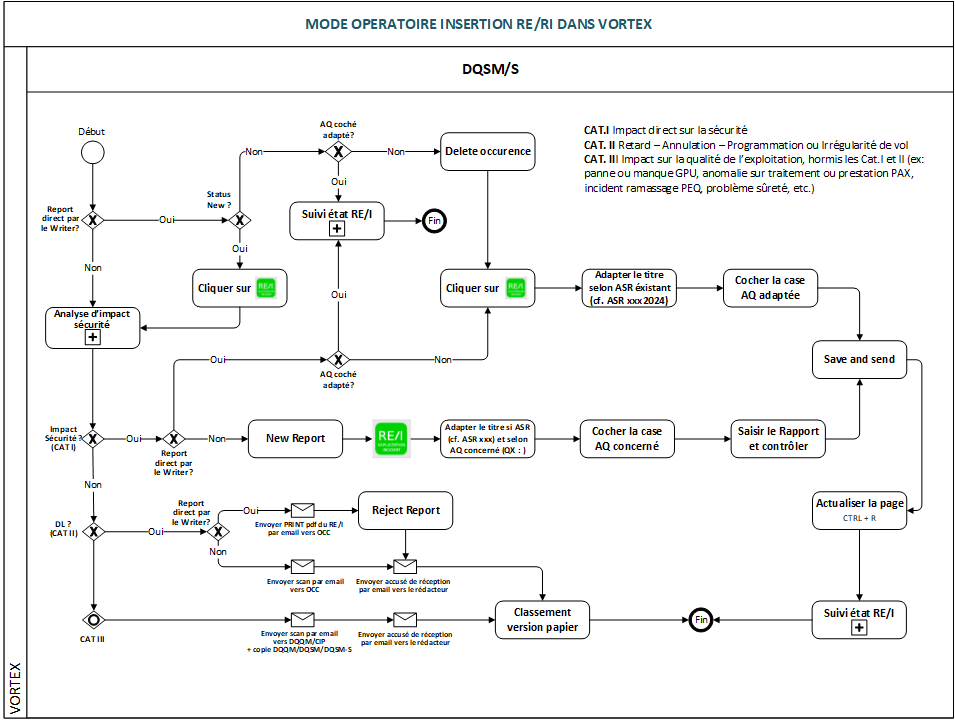 MODE OPERATOIRE INSERTION RE/RI DANS VORTEX
DQSM/S
VORTEX
CAT.I Impact direct sur la sécurité
CAT. II Retard – Annulation – Programmation ou Irrégularité de vol
CAT. III Impact sur la qualité de l'exploitation, hormis les Cat.I et II (ex:
panne ou manque GPU, anomalie sur traitement ou prestation PAX,
incident ramassage PEQ, problème sûreté, etc.)
Début
AQ coché
adapté?
Non
Non
Delete occurence
Oui
Status
New ?
Report
direct par
le Writer?
Oui
Suivi état RE/I
Fin
Oui
Non
Cliquer sur
RE/I
Oui
Cliquer sur
RE/I
Adapter le titre
selon ASR éxistant
(cf. ASR xxx 2024)
Cocher la case
AQ adaptée
Analyse d'impact
sécurité
Oui
Non
AQ coché
adapté?
Save and send
Impact
Sécurité ?
(CAT I)
Oui
Non
Report
direct par
le Writer?
New Report
RE/I
EXPLOITATION
INCIDENT
Adapter le titre si ASR
(cf. ASR xxx) et selon
AQ concerné (QX : )
Cocher la case
AQ concerné
Saisir le Rapport
et contrôler
Non
Report
direct par
le Writer?
Oui
Envoyer PRINT pdf du RE/I
par email vers OCC
Reject Report
Actualiser la page
CTRL + R
DL ?
(CAT II)
Oui
Non
Envoyer scan par email
vers OCC
Envoyer accusé de réception
par email vers le rédacteur
CAT III
Envoyer scan par email
vers DQQM/CIP
+ copie DQQM/DQSM/DQSM-S
Envoyer accusé de réception
par email vers le rédacteur
Classement
version papier
Fin
Suivi état RE/I